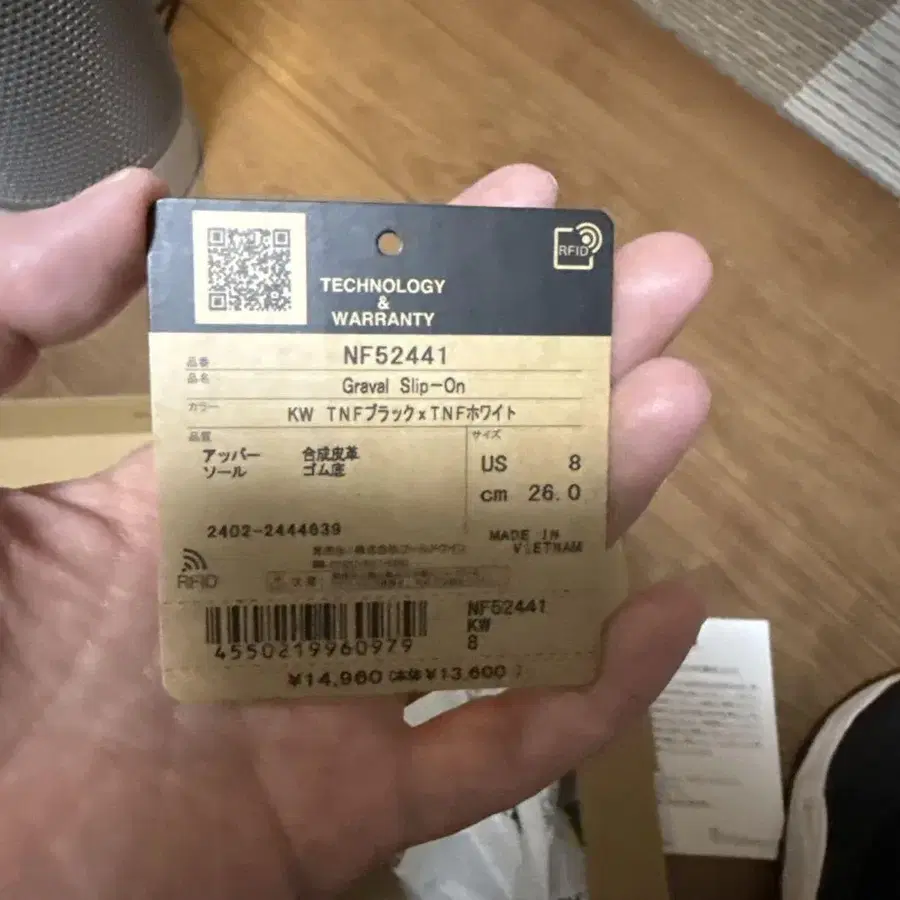 RFID
TECHNOLOGY
&
WARRANTY
品番 NF52441
品名 Graval Slip-On
カラー KW TNFブラックxTNFホワイト
品質
アッパー 合成皮革
ソール ゴム底
サイズ
US 8
cm 26.0
2402-2444639
MADE IN
VIETNAM
RFID
NF52441
KW
8
4550219960979
¥14,960(本体¥13,600)